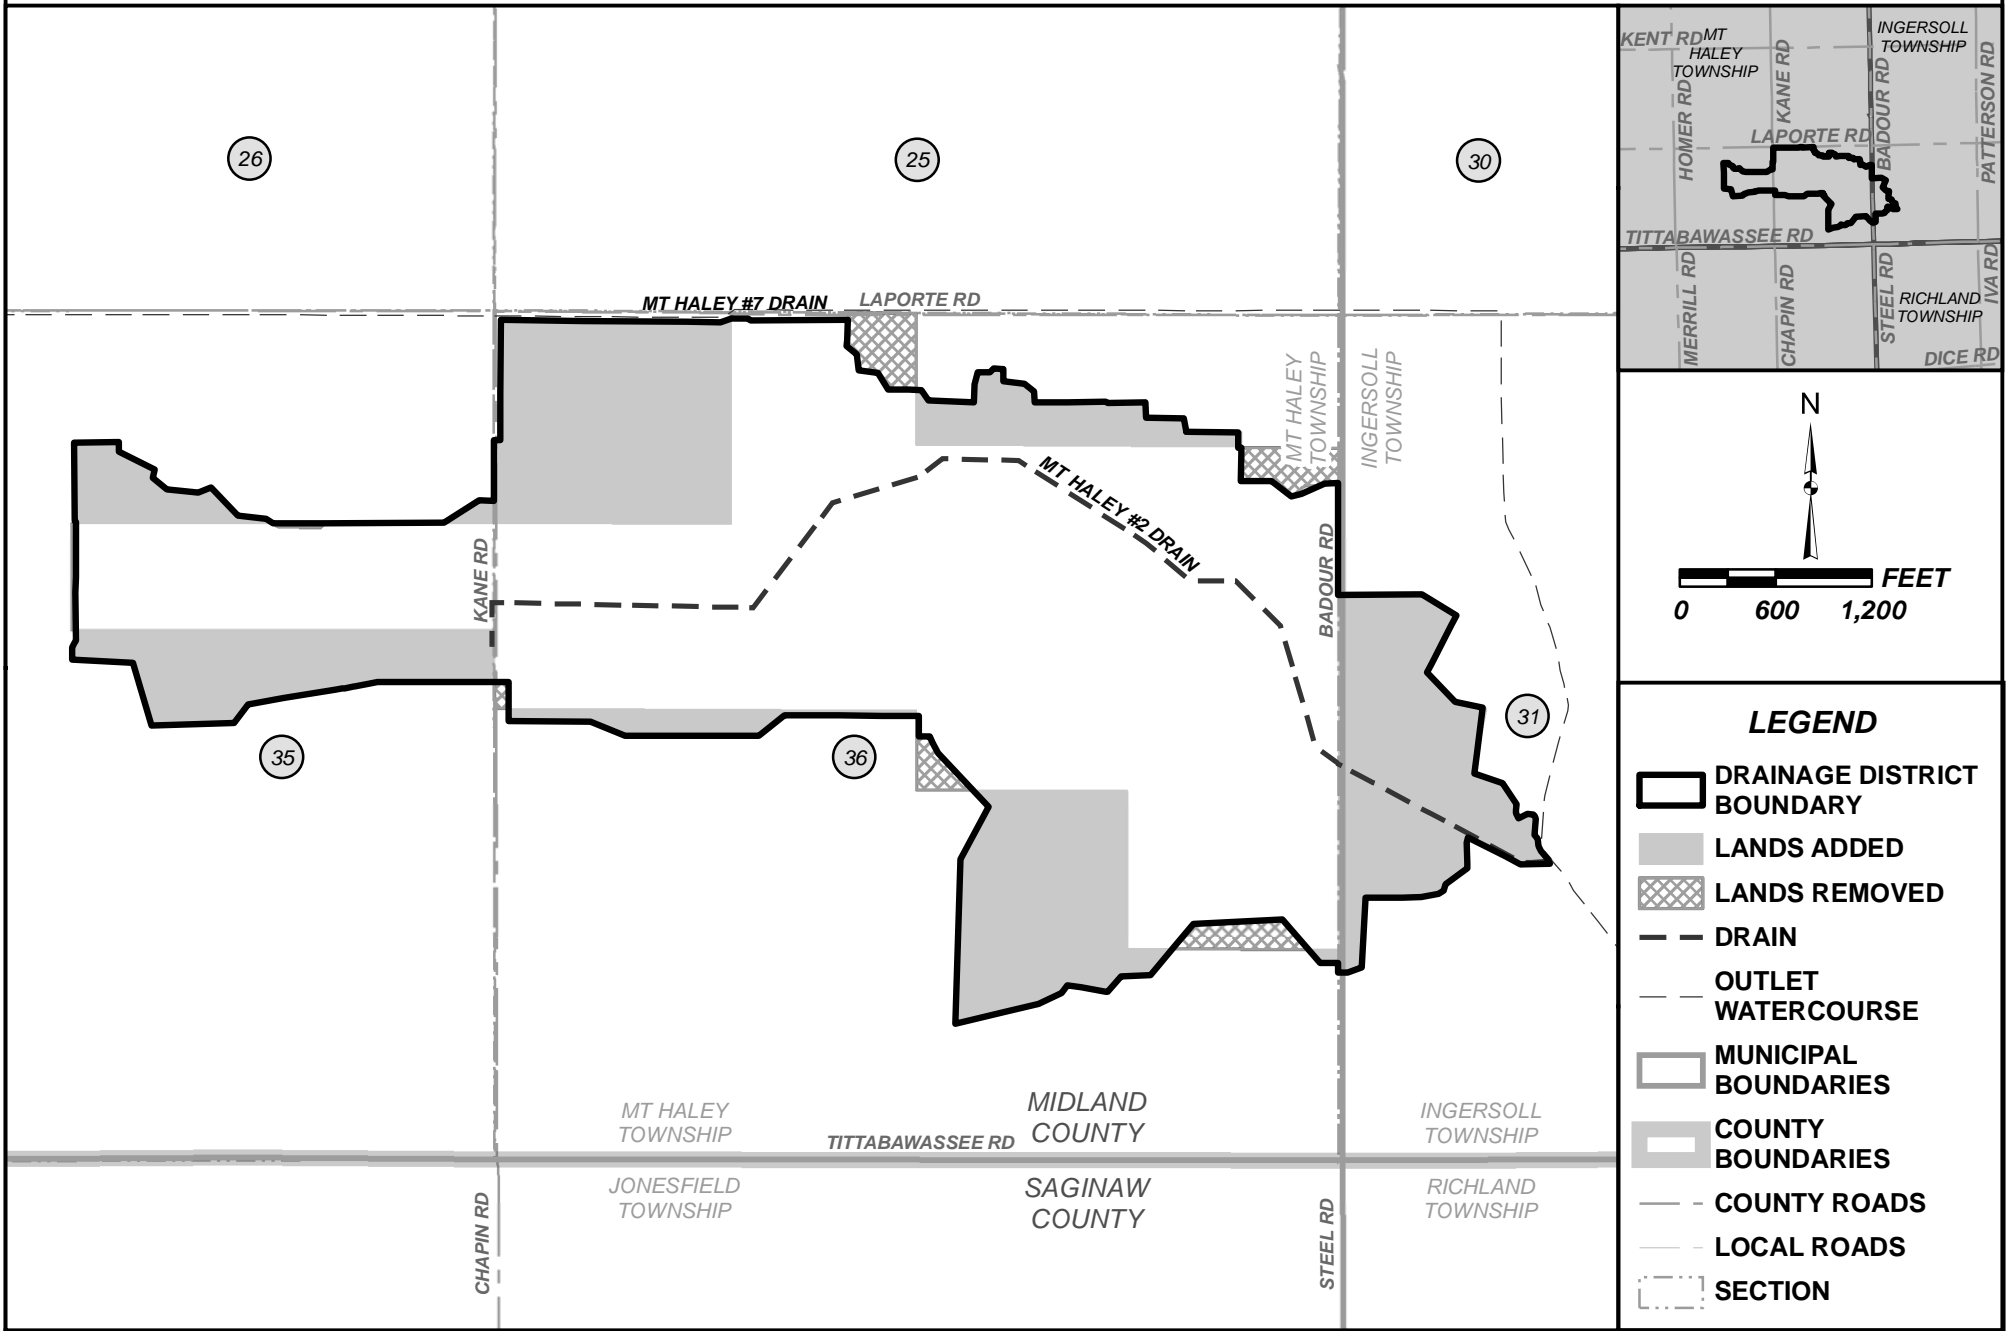 26
25
30
MT HALEY #7 DRAIN
LAPORTE RD
MT HALEY
TOWNSHIP
INGERSOLL
TOWNSHIP
KANE RD
MT HALEY #2 DRAIN
BADOUR RD
31
35
36
MT HALEY
TOWNSHIP
MIDLAND
COUNTY
INGERSOLL
TOWNSHIP
TITTABAWASSEE RD
JONESFIELD
TOWNSHIP
SAGINAW
COUNTY
RICHLAND
TOWNSHIP
CHAPIN RD
STEEL RD
KENT RD
MT
HALEY
TOWNSHIP
INGERSOLL
TOWNSHIP
HOMER RD
KANE RD
BADOUR RD
PATTERSON RD
LAPORTE RD
TITTABAWASSEE RD
MERRILL RD
CHAPIN RD
STEEL RD
IVA RD
RICHLAND
TOWNSHIP
DICE RD
N
FEET
0 600 1,200
LEGEND
DRAINAGE DISTRICT
BOUNDARY
LANDS ADDED
LANDS REMOVED
DRAIN
OUTLET
WATERCOURSE
MUNICIPAL
BOUNDARIES
COUNTY
BOUNDARIES
COUNTY ROADS
LOCAL ROADS
SECTION